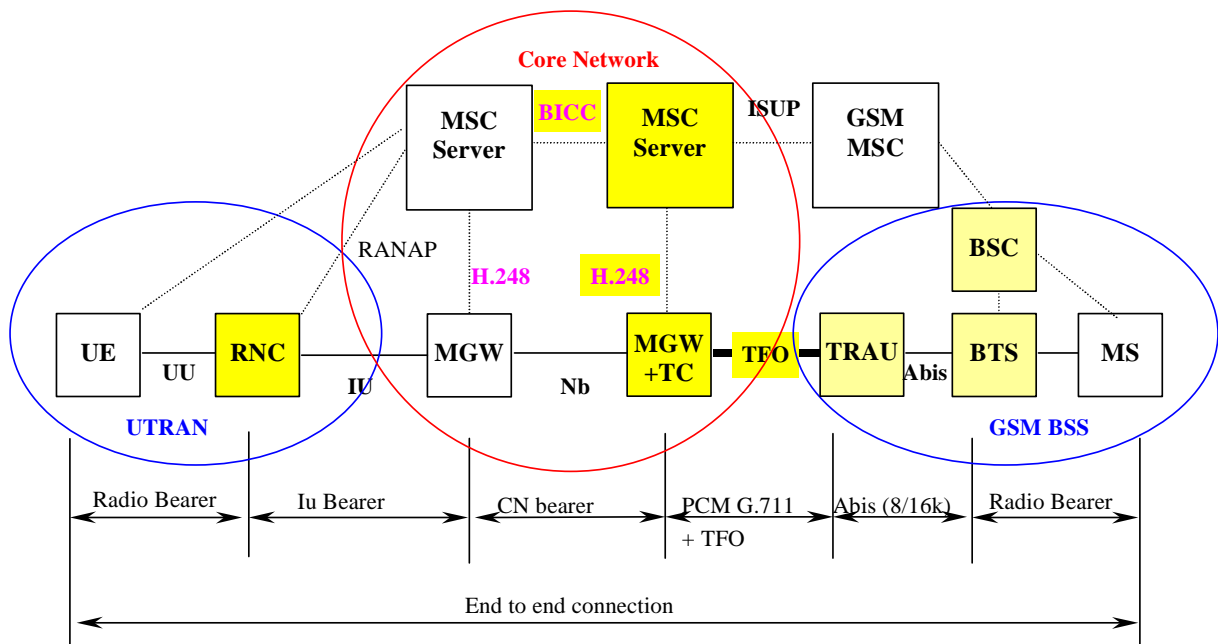 Core Network
MSC
Server
BICC
MSC
Server
ISUP
GSM
MSC
BSC
RANAP
H.248
H.248
UE
UU
RNC
IU
MGW
Nb
MGW
+TC
TFO
TRAU
Abis
BTS
MS
UTRAN
GSM BSS
Radio Bearer
Iu Bearer
CN bearer
PCM G.711
+ TFO
Abis (8/16k)
Radio Bearer
End to end connection